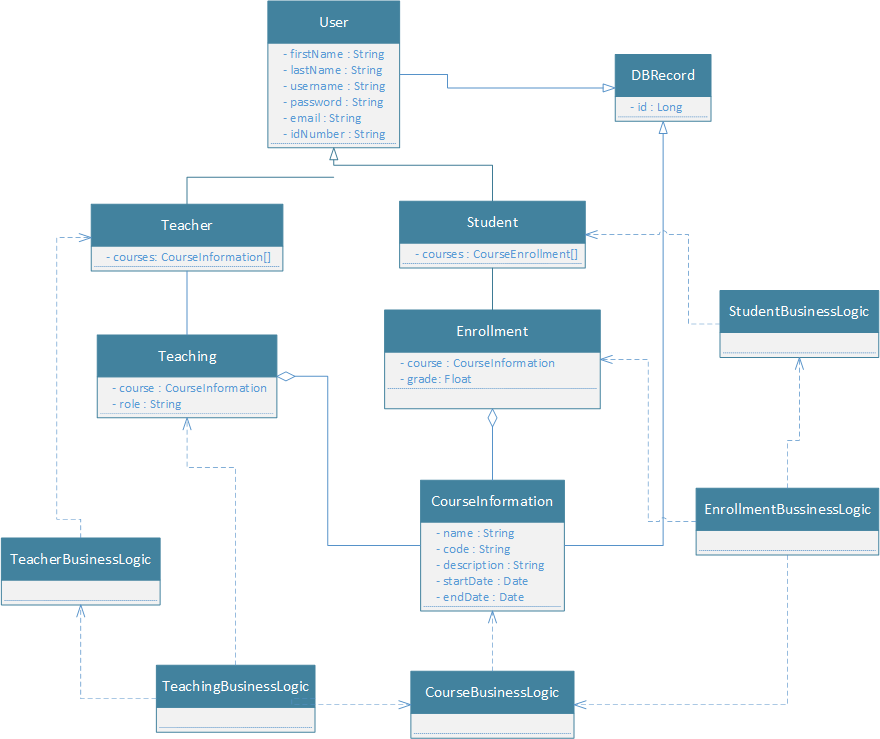 User
- firstName : String
- lastName : String
- username : String
- password : String
- email : String
- idNumber : String
DBRecord
- id : Long
Teacher
- courses: CourseInformation[]
Student
- courses : CourseEnrollment[]
StudentBusinessLogic
Teaching
- course : CourseInformation
- role : String
Enrollment
- course : CourseInformation
- grade: Float
CourseInformation
- name : String
- code : String
- description : String
- startDate : Date
- endDate : Date
EnrollmentBussinessLogic
TeacherBusinessLogic
TeachingBusinessLogic
CourseBusinessLogic